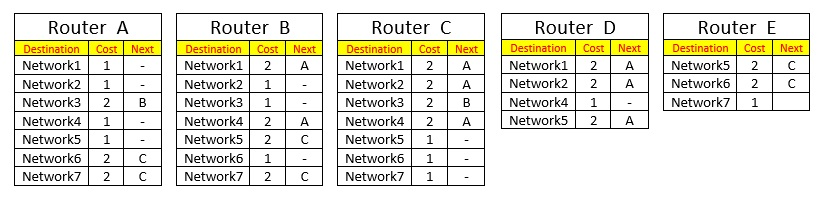 Router A
Destination Cost Next
Network1 1 -
Network2 1 -
Network3 2 B
Network4 1 -
Network5 1 -
Network6 2 C
Network7 2 C
Router B
Destination Cost Next
Network1 2 A
Network2 1 -
Network3 1 -
Network4 2 A
Network5 2 C
Network6 1 -
Network7 2 C
Router C
Destination Cost Next
Network1 2 A
Network2 2 A
Network3 2 B
Network4 2 A
Network5 1 -
Network6 1 -
Network7 1 -
Router D
Destination Cost Next
Network1 2 A
Network2 2 A
Network4 1 -
Network5 2 A
Router E
Destination Cost Next
Network5 2 C
Network6 2 C
Network7 1